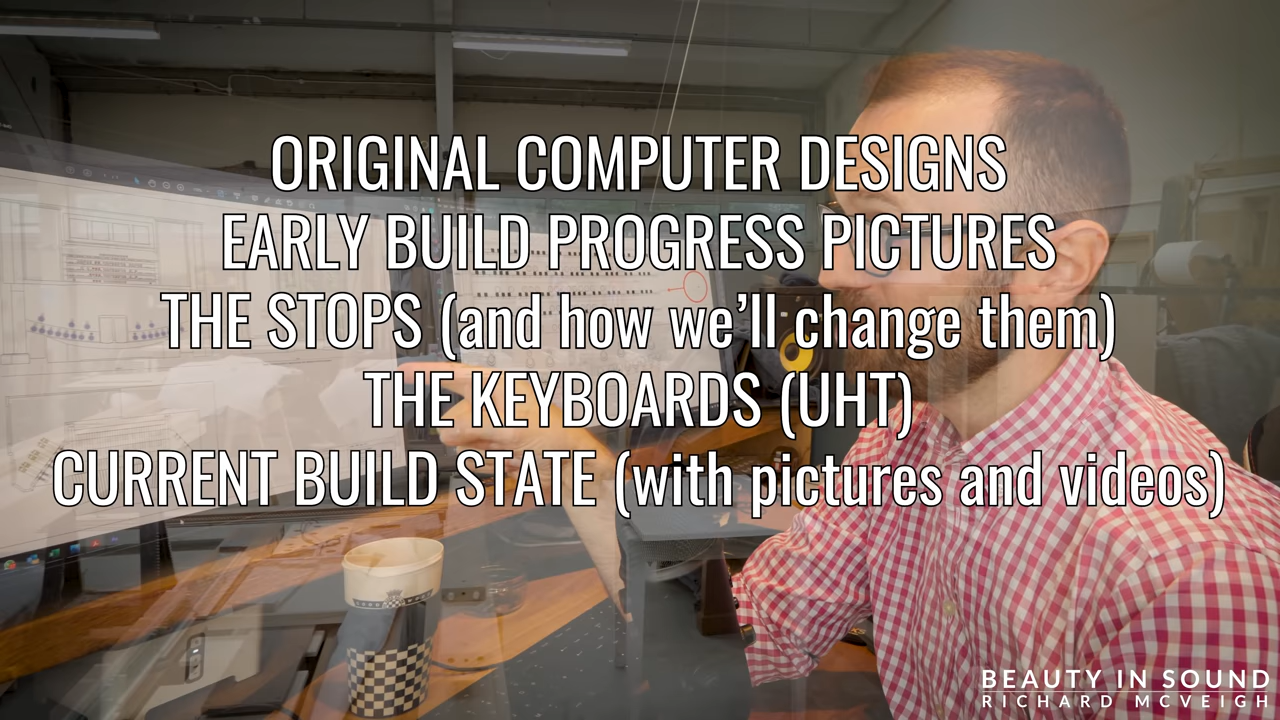 ORIGINAL COMPUTER DESIGNS
EARLY BUILD PROGRESS PICTURES
THE STOPS (and how we’ll change them)
THE KEYBOARDS (UHT)
CURRENT BUILD STATE (with pictures and videos)
BEAUTY IN SOUND
RICHARD MCVEIGH